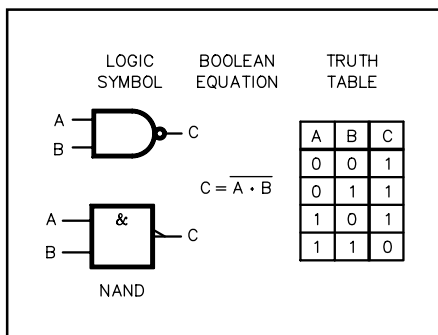 LOGIC SYMBOL
BOOLEAN EQUATION
TRUTH TABLE
A
B
C
A
B
&
C
NAND
C = \overline{A · B}
A B C
0 0 1
0 1 1
1 0 1
1 1 0